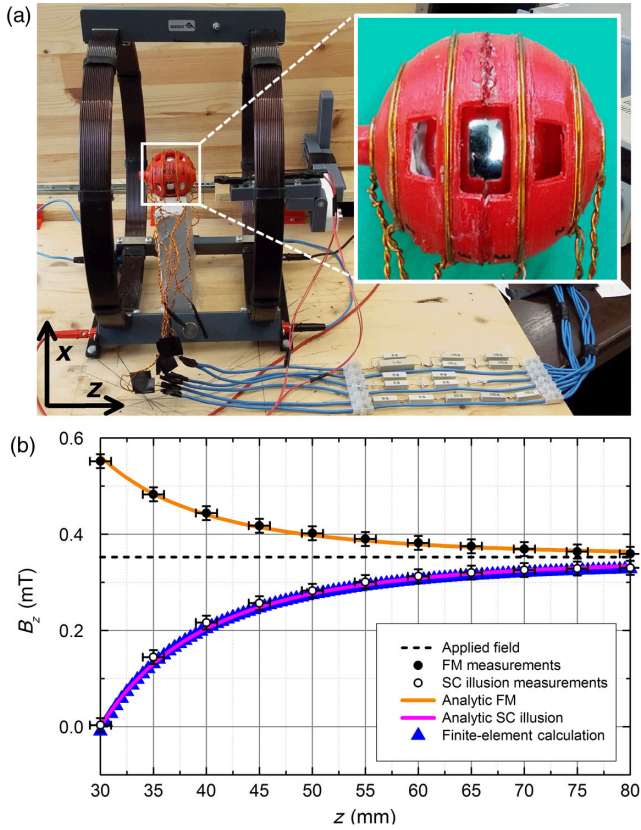 (a)
x
z
(b)
0.6
0.4
0.2
0.0
B_z (mT)
Applied field
FM measurements
SC illusion measurements
Analytic FM
Analytic SC illusion
Finite-element calculation
30 35 40 45 50 55 60 65 70 75 80
z (mm)